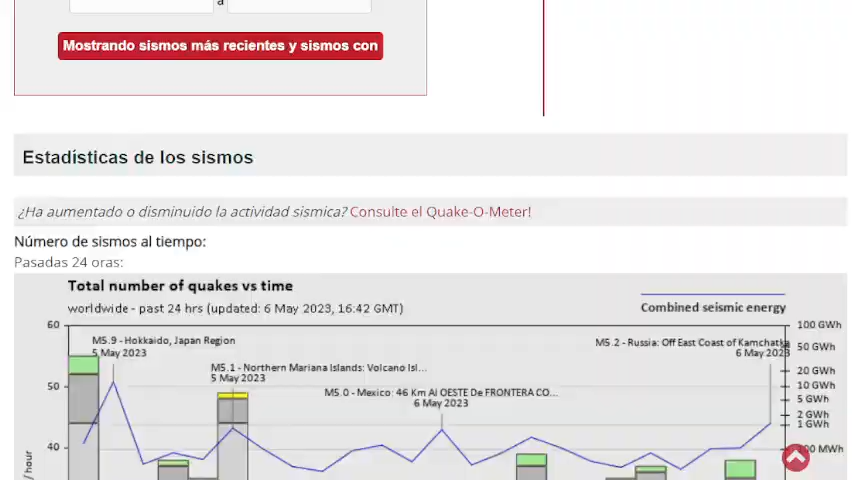 a
Mostrando sismos más recientes y sismos con
Estadísticas de los sismos
¿Ha aumentado o disminuido la actividad sismica? Consulte el Quake-O-Meter!
Número de sismos al tiempo:
Pasadas 24 oras:
Total number of quakes vs time
worldwide - past 24 hrs (updated: 6 May 2023, 16:42 GMT)
Combined seismic energy
60
100 GWh
M5.9 - Hokkaido, Japan Region
5 May 2023
M5.2 - Russia: Off East Coast of Kamchatka
6 May 2023
50 GWh
M5.1 - Northern Mariana Islands: Volcano Isl...
5 May 2023
20 GWh
50
10 GWh
M5.0 - Mexico: 46 Km Al OESTE De FRONTERA CO...
6 May 2023
5 GWh
2 GWh
1 GWh
40
00 MWh
/hour